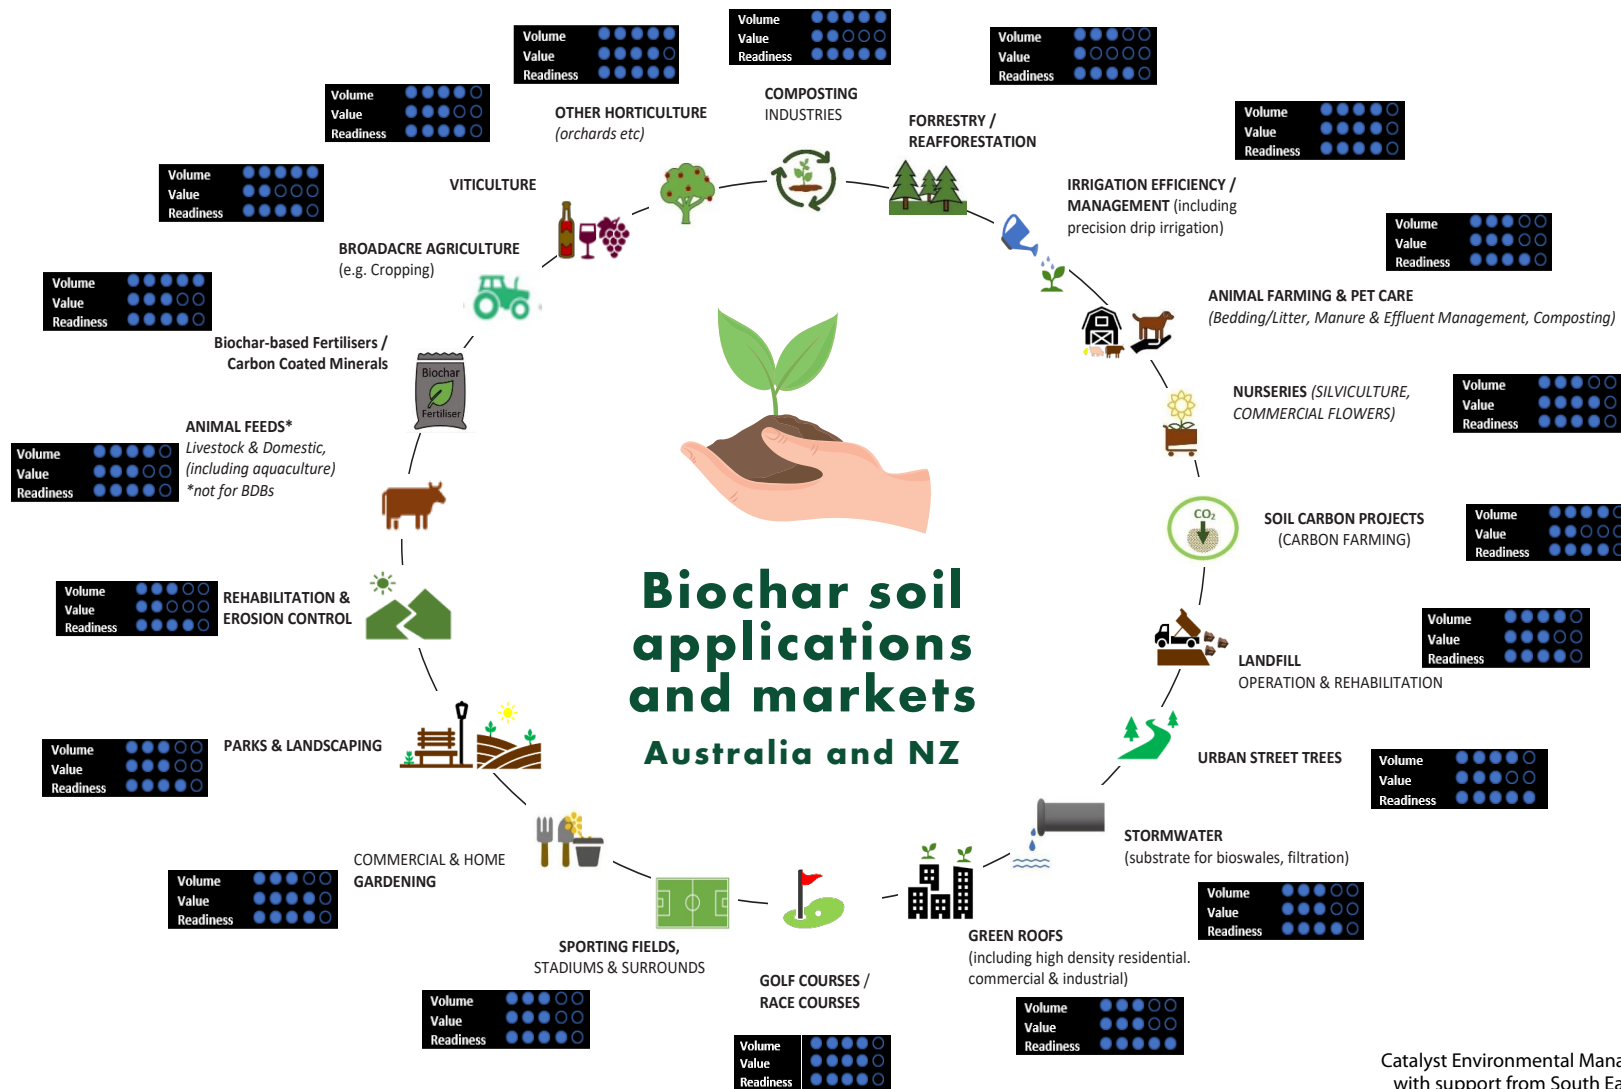 Volume
Value
Readiness
COMPOSTING
INDUSTRIES
Volume
Value
Readiness
FORRESTRY /
REAFFORESTATION
Volume
Value
Readiness
IRRIGATION EFFICIENCY /
MANAGEMENT (including
precision drip irrigation)
Volume
Value
Readiness
ANIMAL FARMING & PET CARE
(Bedding/Litter, Manure & Effluent Management, Composting)
Volume
Value
Readiness
NURSERIES (SILVICULTURE,
COMMERCIAL FLOWERS)
Volume
Value
Readiness
CO₂
SOIL CARBON PROJECTS
(CARBON FARMING)
Volume
Value
Readiness
LANDFILL
OPERATION & REHABILITATION
Volume
Value
Readiness
URBAN STREET TREES
Volume
Value
Readiness
STORMWATER
(substrate for bioswales, filtration)
Volume
Value
Readiness
GREEN ROOFS
(including high density residential.
commercial & industrial)
Volume
Value
Readiness
GOLF COURSES /
RACE COURSES
Volume
Value
Readiness
SPORTING FIELDS,
STADIUMS & SURROUNDS
Volume
Value
Readiness
COMMERCIAL & HOME
GARDENING
Volume
Value
Readiness
PARKS & LANDSCAPING
Volume
Value
Readiness
REHABILITATION &
EROSION CONTROL
Volume
Value
Readiness
ANIMAL FEEDS*
Livestock & Domestic,
(including aquaculture)
*not for BDBs
Volume
Value
Readiness
Biochar-based Fertilisers /
Carbon Coated Minerals
Biochar
Fertiliser
Volume
Value
Readiness
BROADACRE AGRICULTURE
(e.g. Cropping)
Volume
Value
Readiness
VITICULTURE
Volume
Value
Readiness
OTHER HORTICULTURE
(orchards etc)
Biochar soil
applications
and markets
Australia and NZ
Catalyst Environmental Mana
with support from South Ea